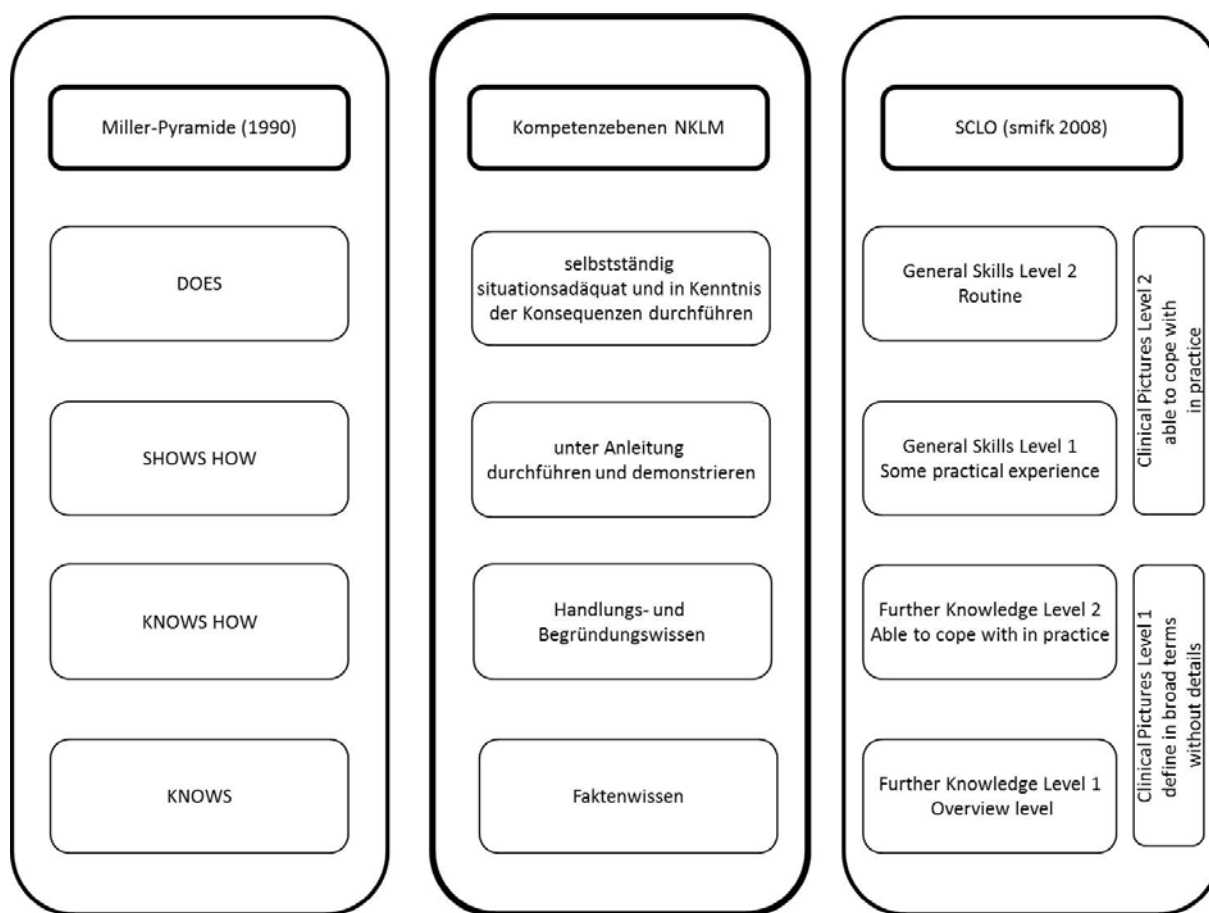 Miller-Pyramide (1990)
DOES
SHOWS HOW
KNOWS HOW
KNOWS
Kompetenzebenen NKLM
selbstständig
situationsadäquat und in Kenntnis
der Konsequenzen durchführen
unter Anleitung
durchführen und demonstrieren
Handlungs- und
Begründungswissen
Faktenwissen
SCLO (smifk 2008)
General Skills Level 2
Routine
General Skills Level 1
Some practical experience
Further Knowledge Level 2
Able to cope with in practice
Further Knowledge Level 1
Overview level
Clinical Pictures Level 2
able to cope with
in practice
Clinical Pictures Level 1
define in broad terms
without details